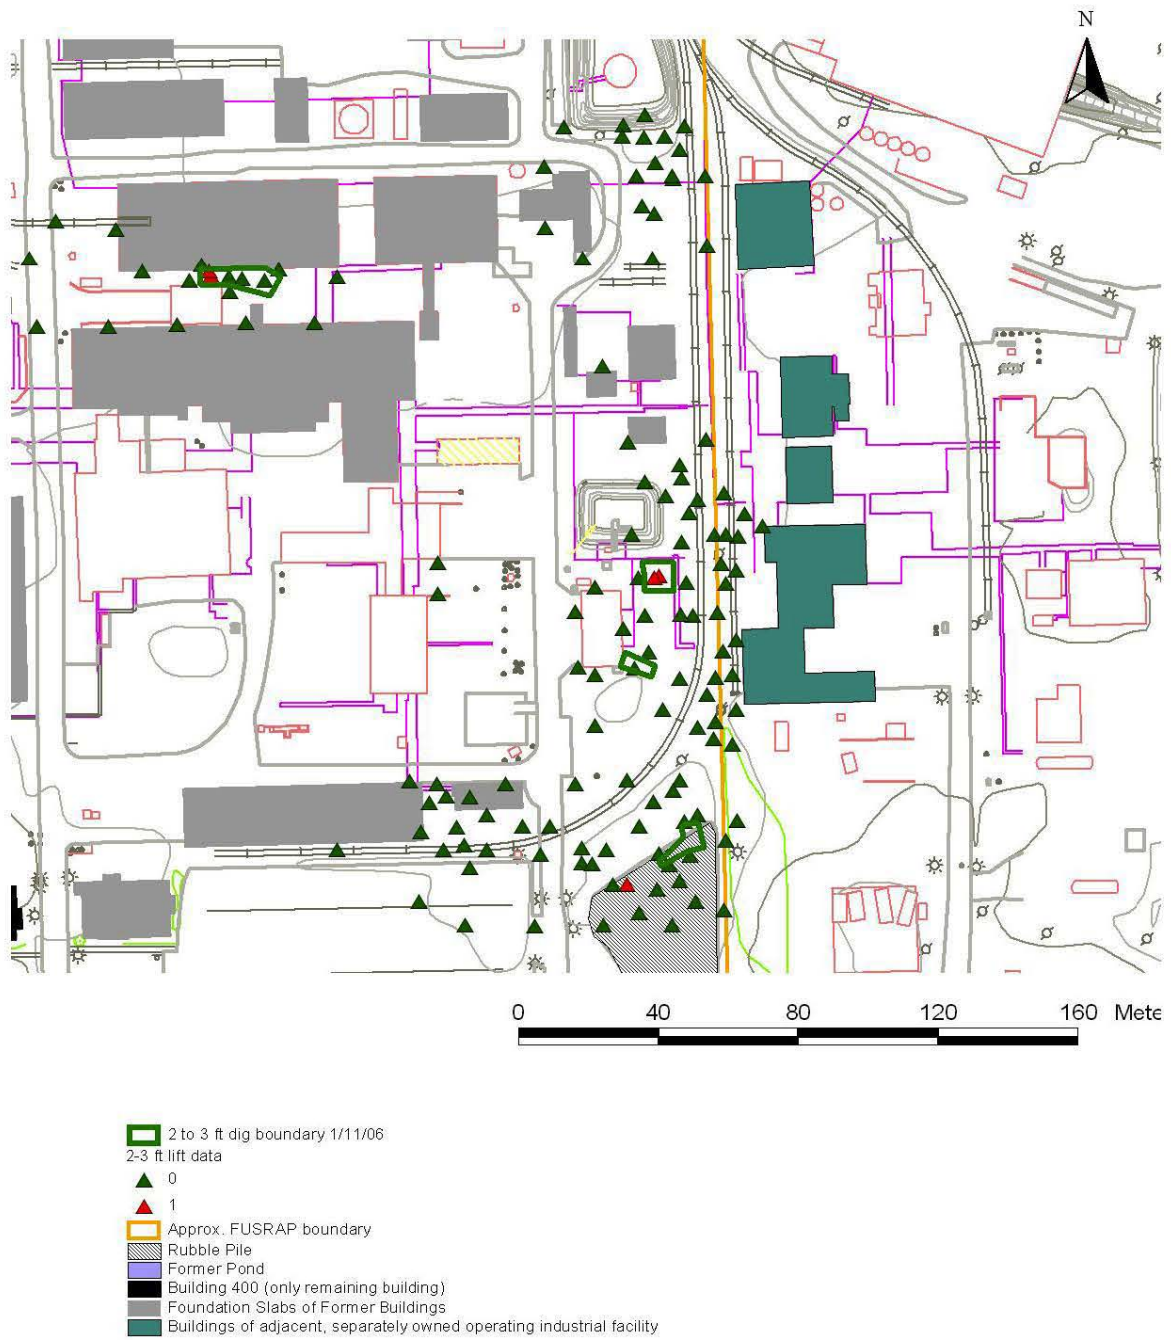 N
0 40 80 120 160 Mete
2 to 3 ft dig boundary 1/11/06
2-3 ft lift data
0
1
Approx. FUSRAP boundary
Rubble Pile
Former Pond
Building 400 (only remaining building)
Foundation Slabs of Former Buildings
Buildings of adjacent, separately owned operating industrial facility